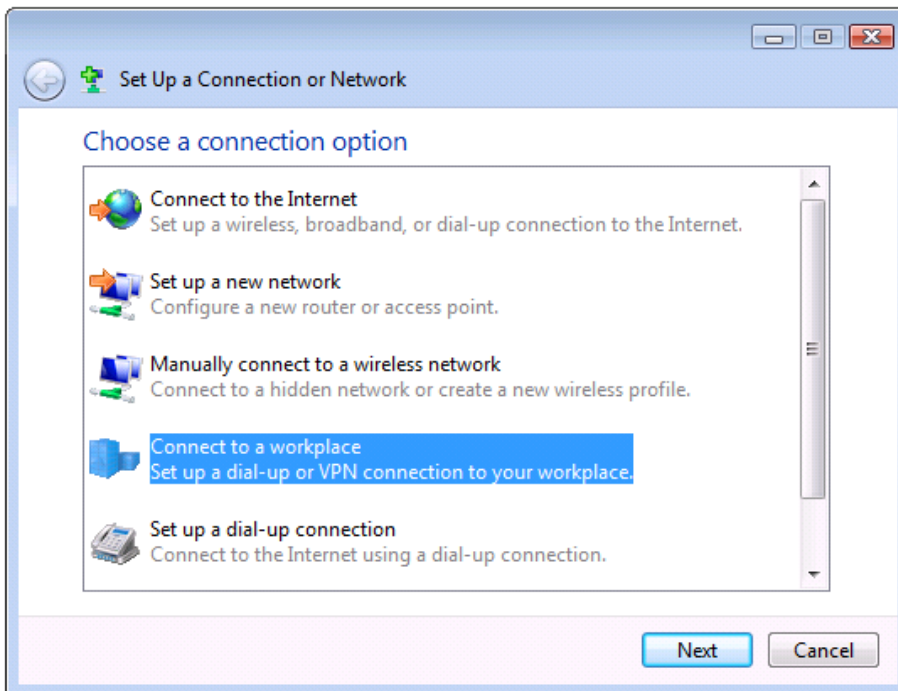 Set Up a Connection or Network
Choose a connection option
Connect to the Internet
Set up a wireless, broadband, or dial-up connection to the Internet.
Set up a new network
Configure a new router or access point.
Manually connect to a wireless network
Connect to a hidden network or create a new wireless profile.
Connect to a workplace
Set up a dial-up or VPN connection to your workplace.
Set up a dial-up connection
Connect to the Internet using a dial-up connection.
Next
Cancel